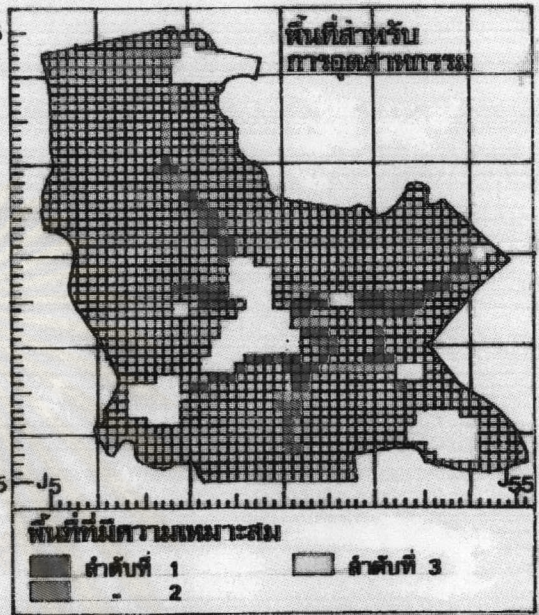 พื้นที่สำหรับ
การอุตสาหกรรม
5
5
J5
J55
พื้นที่ที่มีความเหมาะสม
ลำดับที่ 1
ลำดับที่ 3
" 2